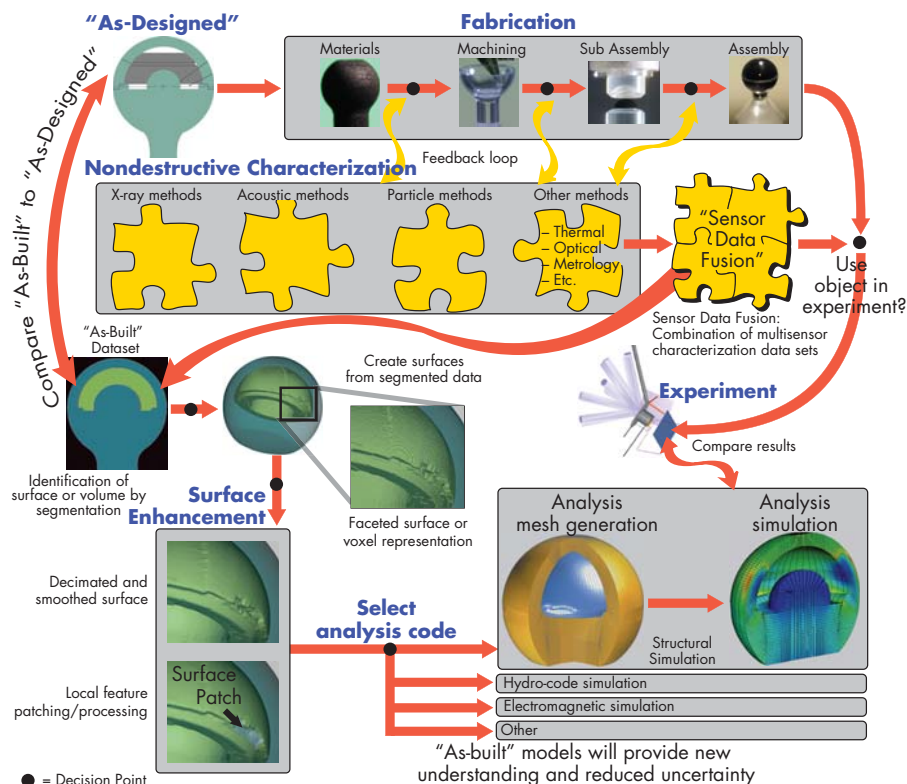 "As-Designed"
Fabrication
Materials
Machining
Sub Assembly
Assembly
Compare "As-Built" to "As-Designed"
Feedback loop
Nondestructive Characterization
X-ray methods
Acoustic methods
Particle methods
Other methods
– Thermal
– Optical
– Metrology
– Etc.
"Sensor
Data
Fusion"
Use
object in
experiment?
Sensor Data Fusion:
Combination of multisensor
characterization data sets
"As-Built"
Dataset
Create surfaces
from segmented data
Experiment
Compare results
Identification of
surface or volume by
segmentation
Surface
Enhancement
Faceted surface or
voxel representation
Analysis
mesh generation
Analysis
simulation
Decimated and
smoothed surface
Select
analysis code
Structural
Simulation
Local feature
patching/processing
Surface
Patch
Hydro-code simulation
Electromagnetic simulation
Other
= Decision Point
"As-built" models will provide new
understanding and reduced uncertainty